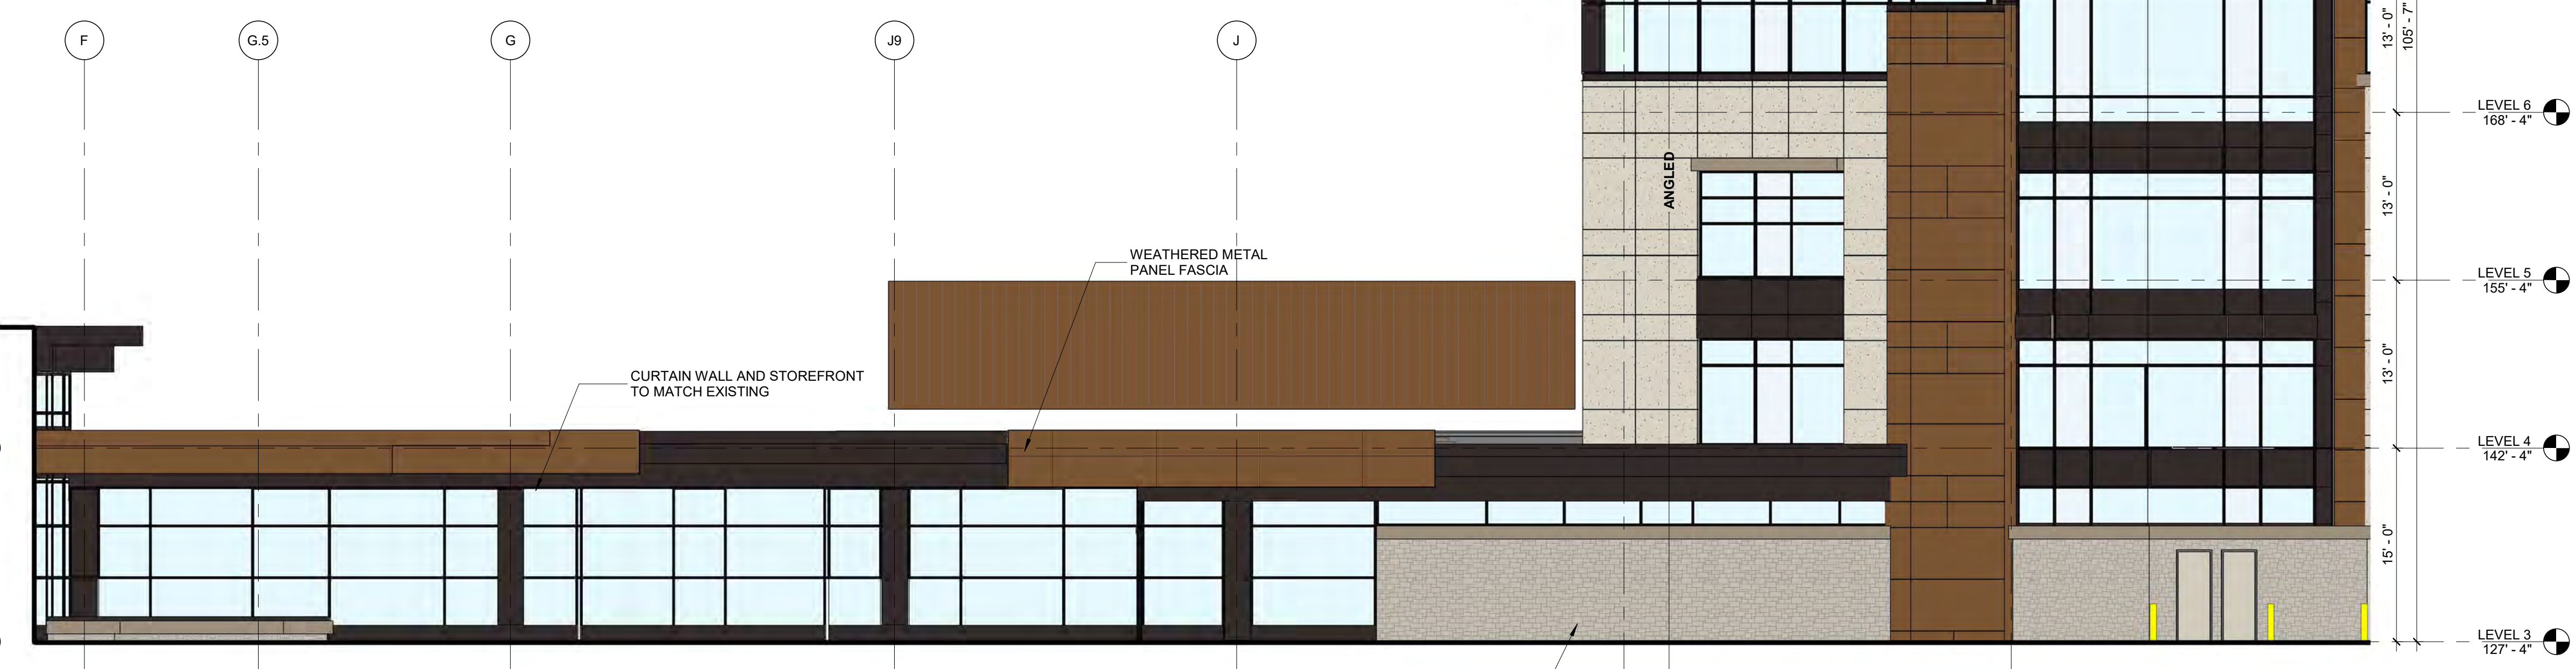 F
G.5
G
J9
J
13' - 0"
105' - 7"
LEVEL 6
168' - 4"
ANGLED
13' - 0"
WEATHERED METAL
PANEL FASCIA
LEVEL 5
155' - 4"
CURTAIN WALL AND STOREFRONT
TO MATCH EXISTING
13' - 0"
LEVEL 4
142' - 4"
15' - 0"
LEVEL 3
127' - 4"